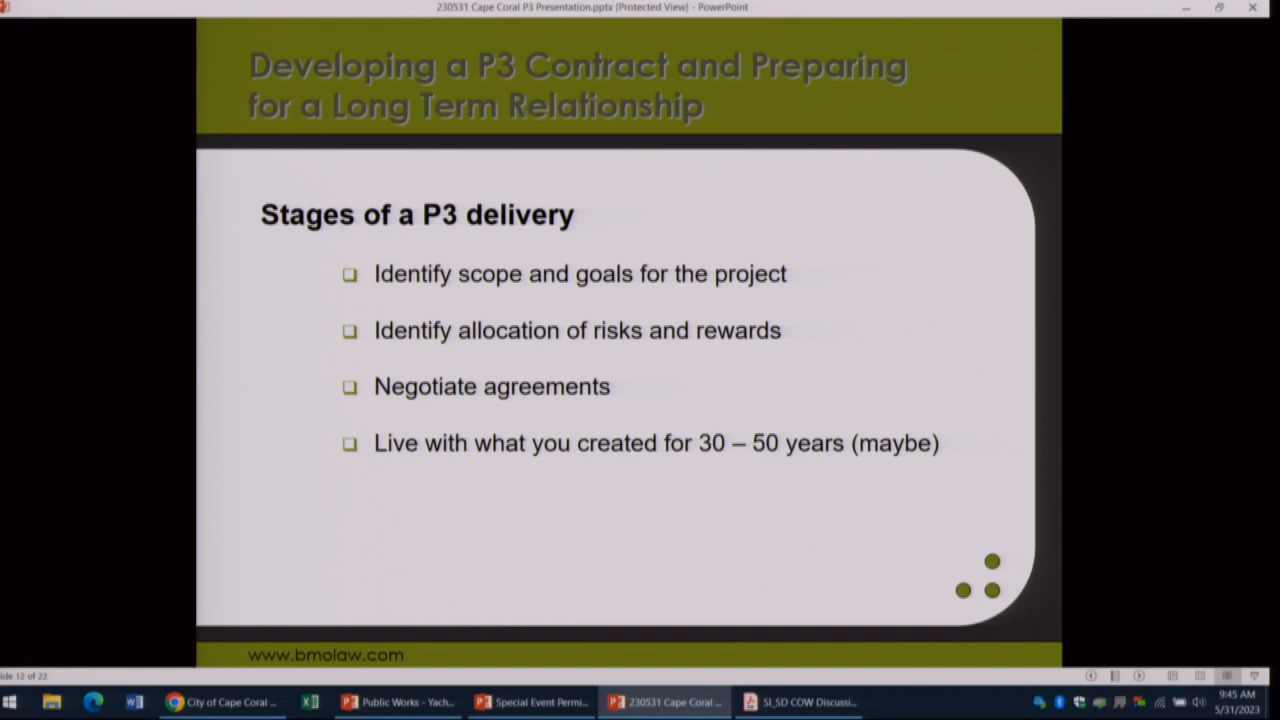 230531 Cape Coral P3 Presentation.pptx [Protected View] - PowerPoint
Developing a P3 Contract and Preparing
for a Long Term Relationship
Stages of a P3 delivery
Identify scope and goals for the project
Identify allocation of risks and rewards
Negotiate agreements
Live with what you created for 30 – 50 years (maybe)
www.bmolaw.com
lide 12 of 22
City of Cape Coral ...
Public Works - Yach...
Special Event Permi...
230531 Cape Coral ...
SI_SD COW Discussi...
9:45 AM
5/31/2023